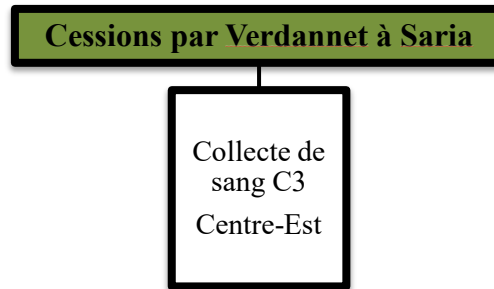 Cessions par Verdannet à Saria
Collecte de
sang C3
Centre-Est